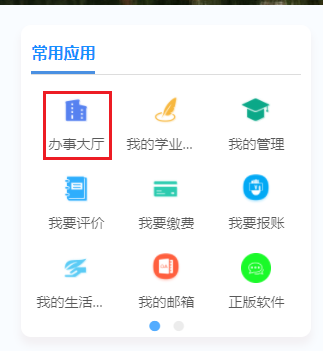 常用应用
办事大厅 我的学业... 我的管理
我要评价 我要缴费 我要报账
我的生活... 我的邮箱 正版软件